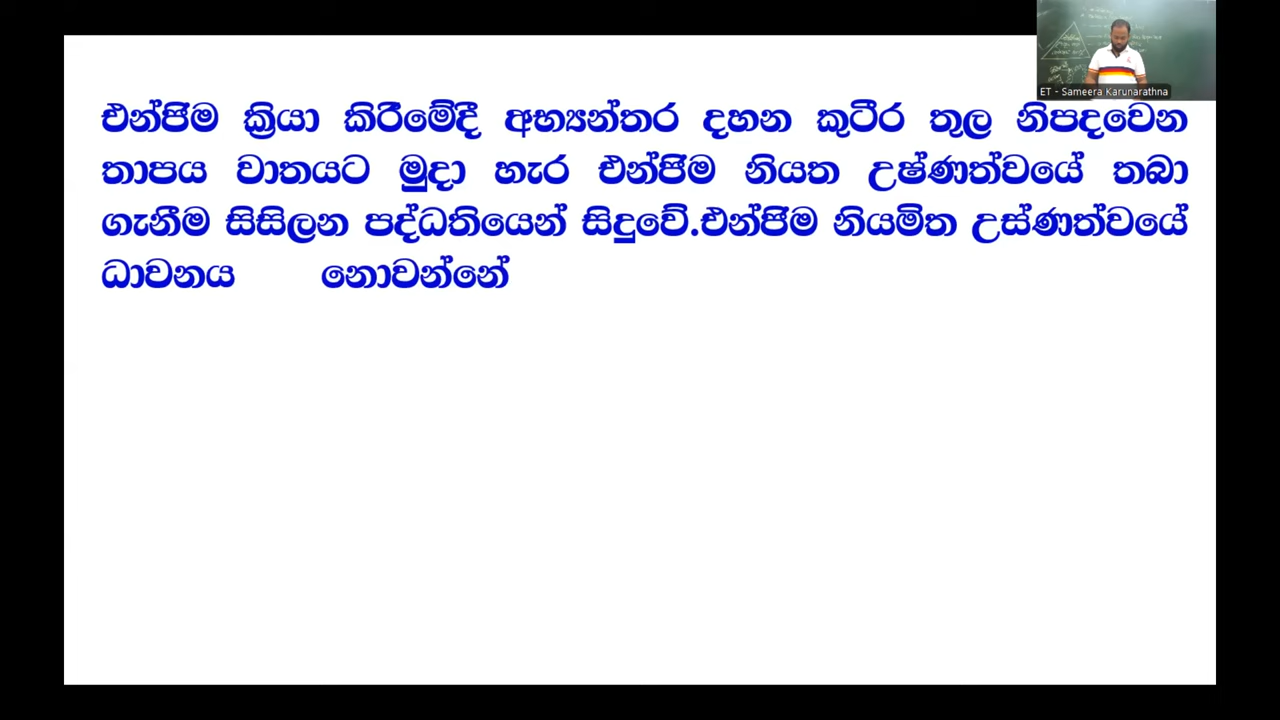 ET - Sameera Karunarathna
එන්ජිම ක්‍රියා කිරීමේදී අභ්‍යන්තර දහන කුටීර තුල නිපදවෙන
තාපය වාතයට මුදා හැර එන්ජිම නියත උෂ්ණත්වයේ තබා
ගැනීම සිසිලන පද්ධතියෙන් සිදුවේ.එන්ජිම නියමිත උස්ණත්වයේ
ධාවනය නොවන්නේ